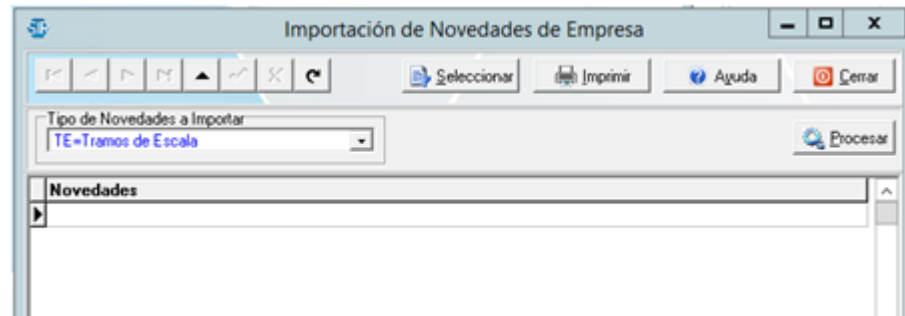 Importación de Novedades de Empresa
Seleccionar
Imprimir
Ayuda
Cerrar
Tipo de Novedades a Importar
TE=Tramos de Escala
Procesar
Novedades